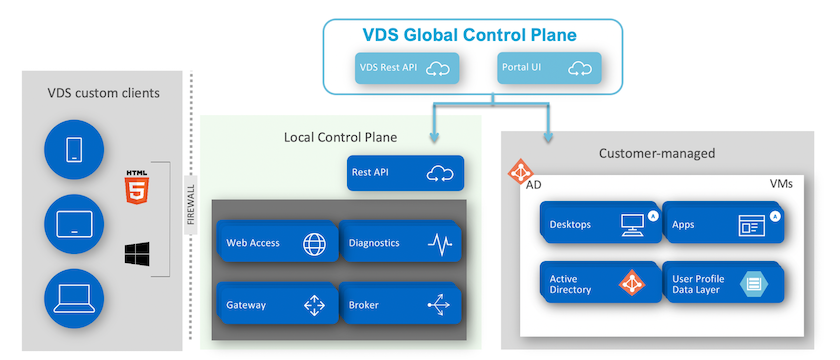 VDS Global Control Plane
VDS Rest API
Portal UI
VDS custom clients
HTML
5
FIREWALL
Local Control Plane
Rest API
Web Access
Diagnostics
Gateway
Broker
Customer-managed
AD
VMs
Desktops
A
Apps
A
Active
Directory
User Profile
Data Layer